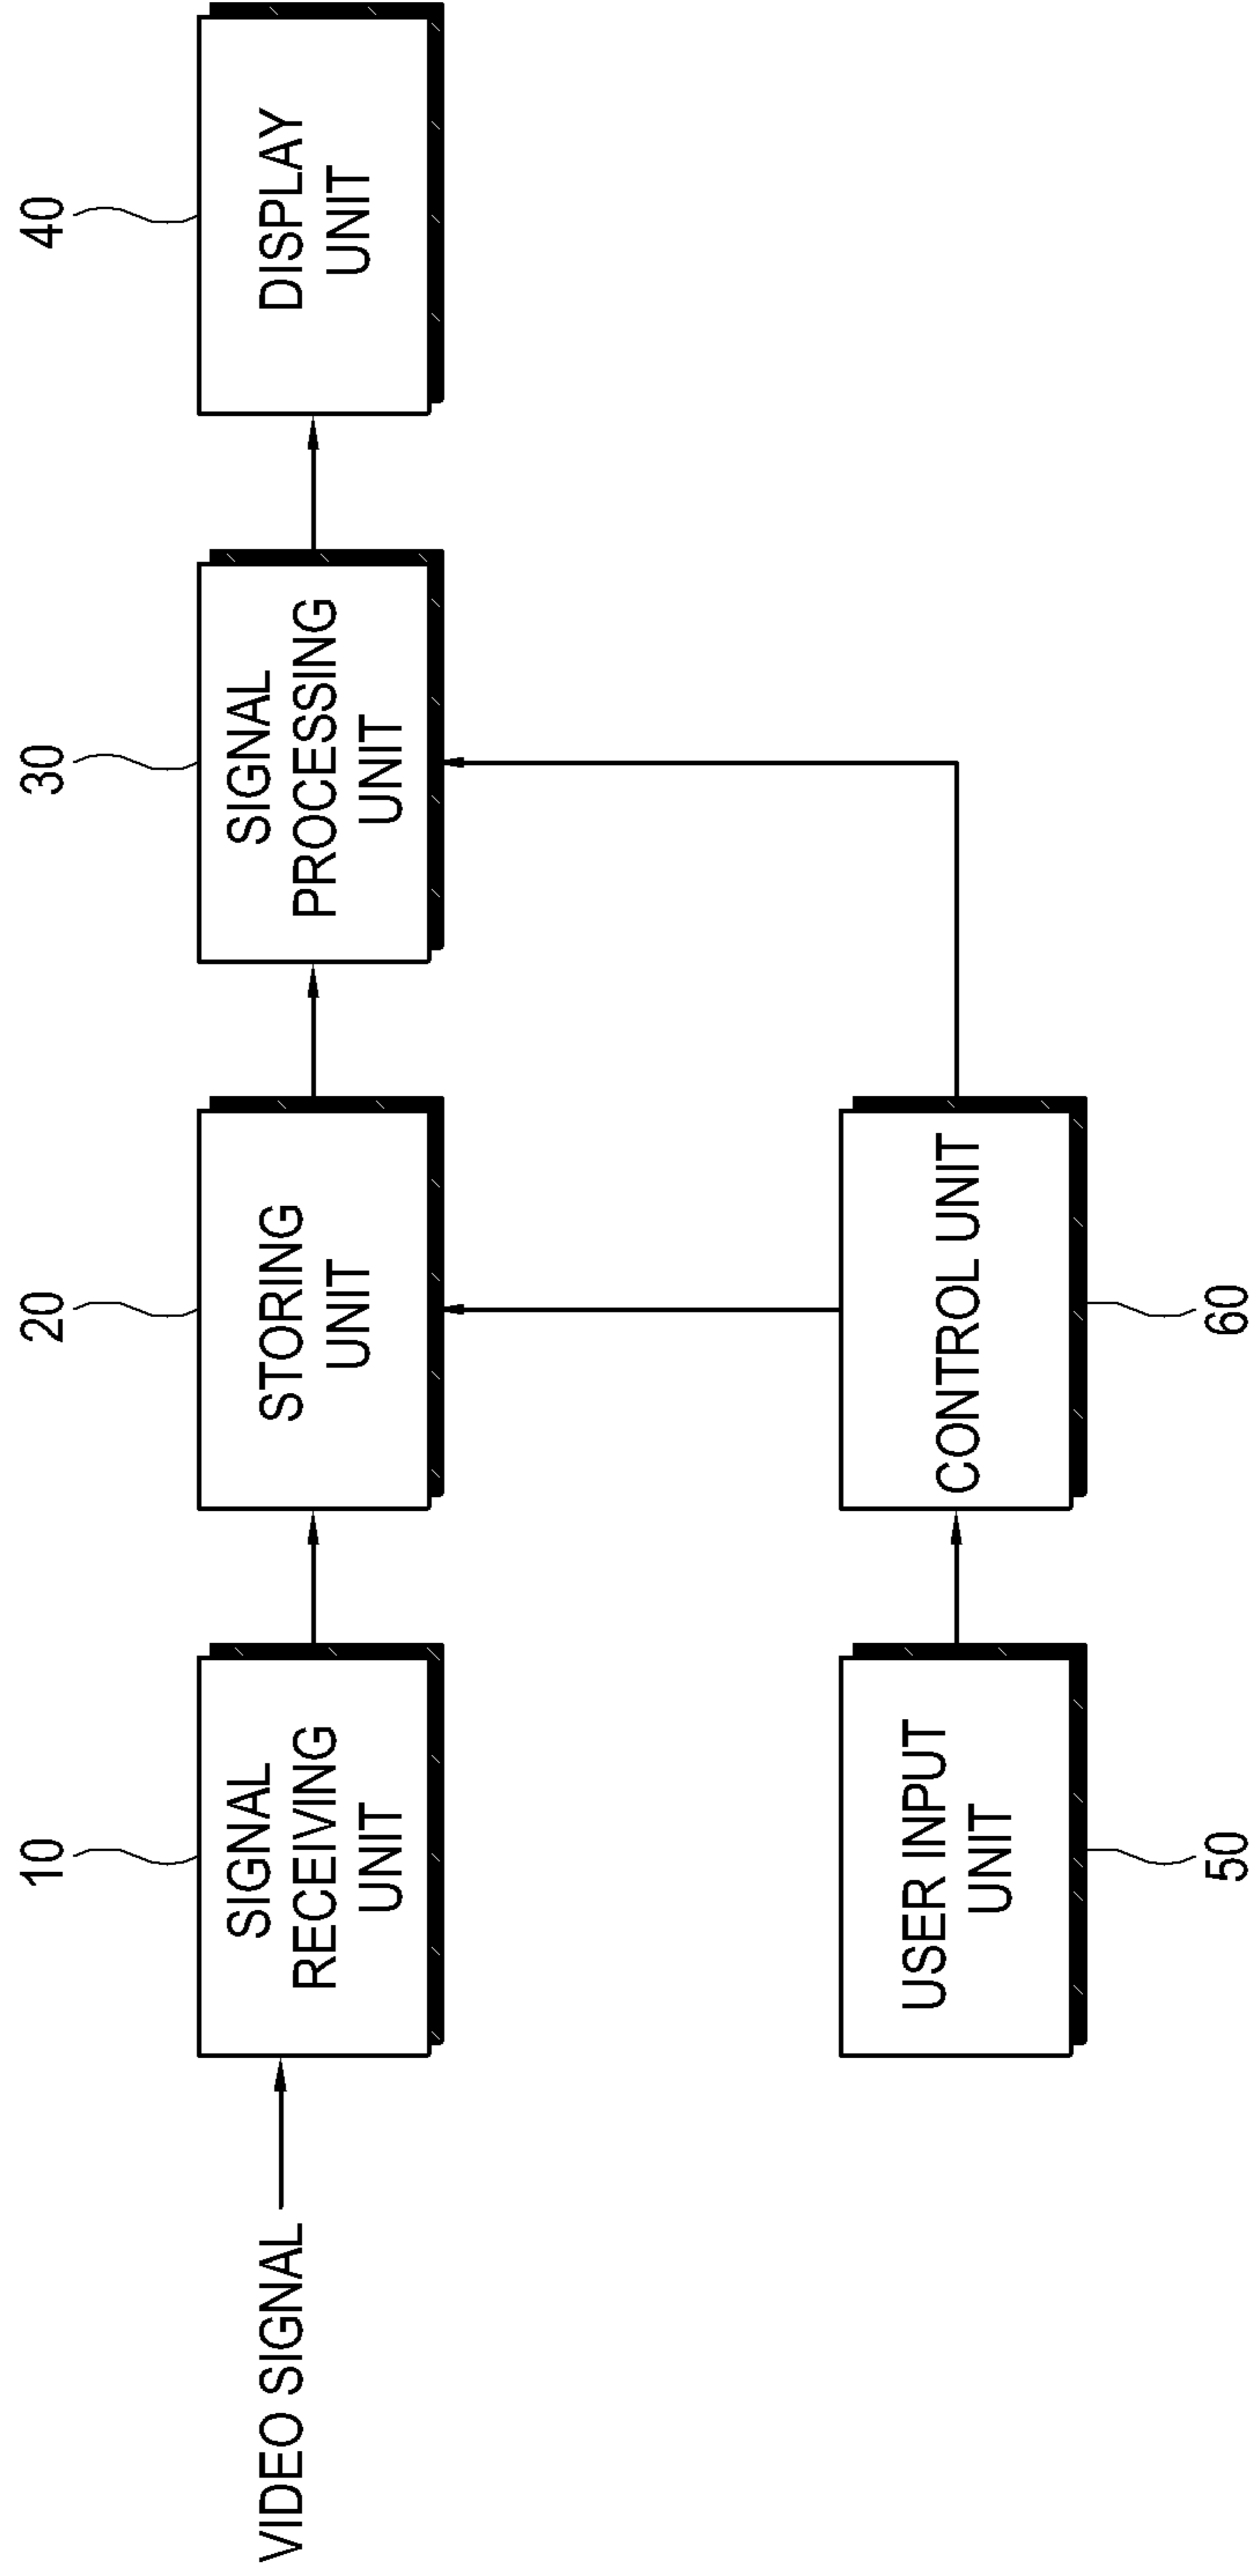 10
20
30
40
VIDEO SIGNAL
SIGNAL
RECEIVING
UNIT
STORING
UNIT
SIGNAL
PROCESSING
UNIT
DISPLAY
UNIT
USER INPUT
UNIT
CONTROL UNIT
50
60